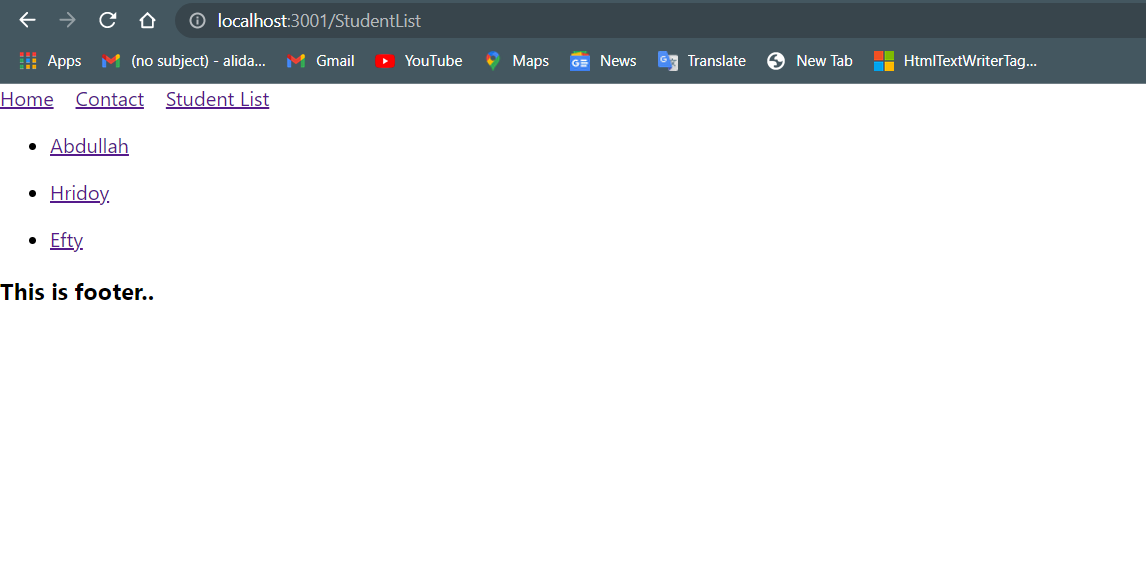 localhost:3001/StudentList
Apps (no subject) - alida... Gmail YouTube Maps GE News G Translate New Tab HtmlTextWriterTag...
Home Contact Student List
Abdullah
Hridoy
Efty
This is footer..